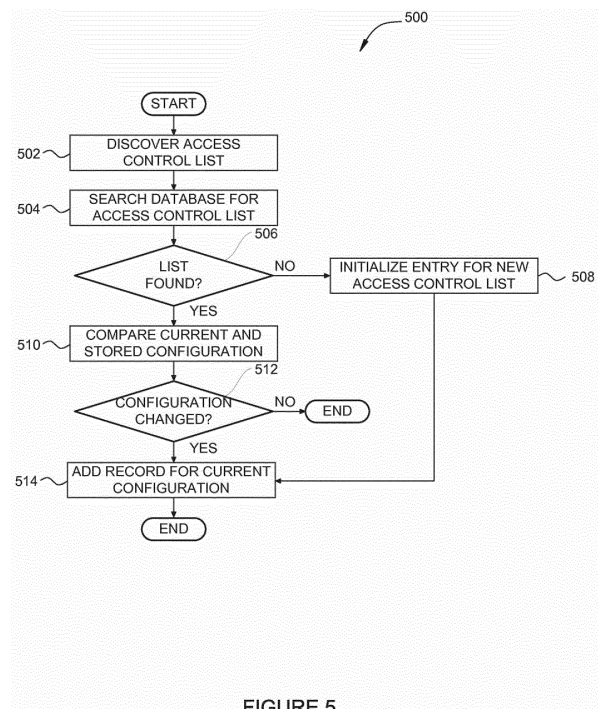 500
START
502
DISCOVER ACCESS
CONTROL LIST
504
SEARCH DATABASE FOR
ACCESS CONTROL LIST
506
LIST
FOUND?
NO
INITIALIZE ENTRY FOR NEW
ACCESS CONTROL LIST
508
YES
510
COMPARE CURRENT AND
STORED CONFIGURATION
512
CONFIGURATION
CHANGED?
NO
END
YES
514
ADD RECORD FOR CURRENT
CONFIGURATION
END
FIGURE 5